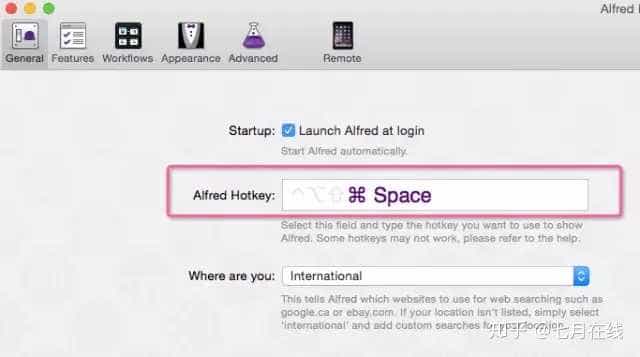 Alfred
General Features Workflows Appearance Advanced Remote
Startup: Launch Alfred at login
Start Alfred automatically.
Alfred Hotkey: ^⌥⇧⌘ Space
Select this field and type the hotkey you want to use to show
Alfred. Some hotkeys may not work, please refer to the help.
Where are you: International
This tells Alfred which websites to use for web searching such as
google.ca or ebay.com. If your location isn't listed, simply select
'international' and add custom searches for your location.
知乎 @七月在线